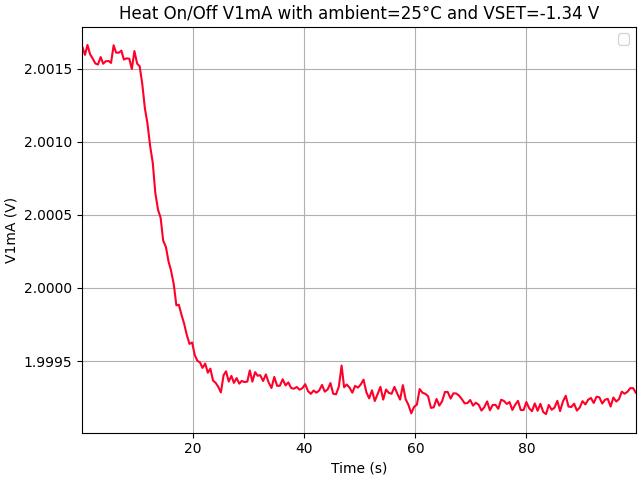 Heat On/Off V1mA with ambient=25°C and VSET=-1.34 V
2.0015
2.0010
2.0005
2.0000
1.9995
V1mA (V)
20 40 60 80
Time (s)